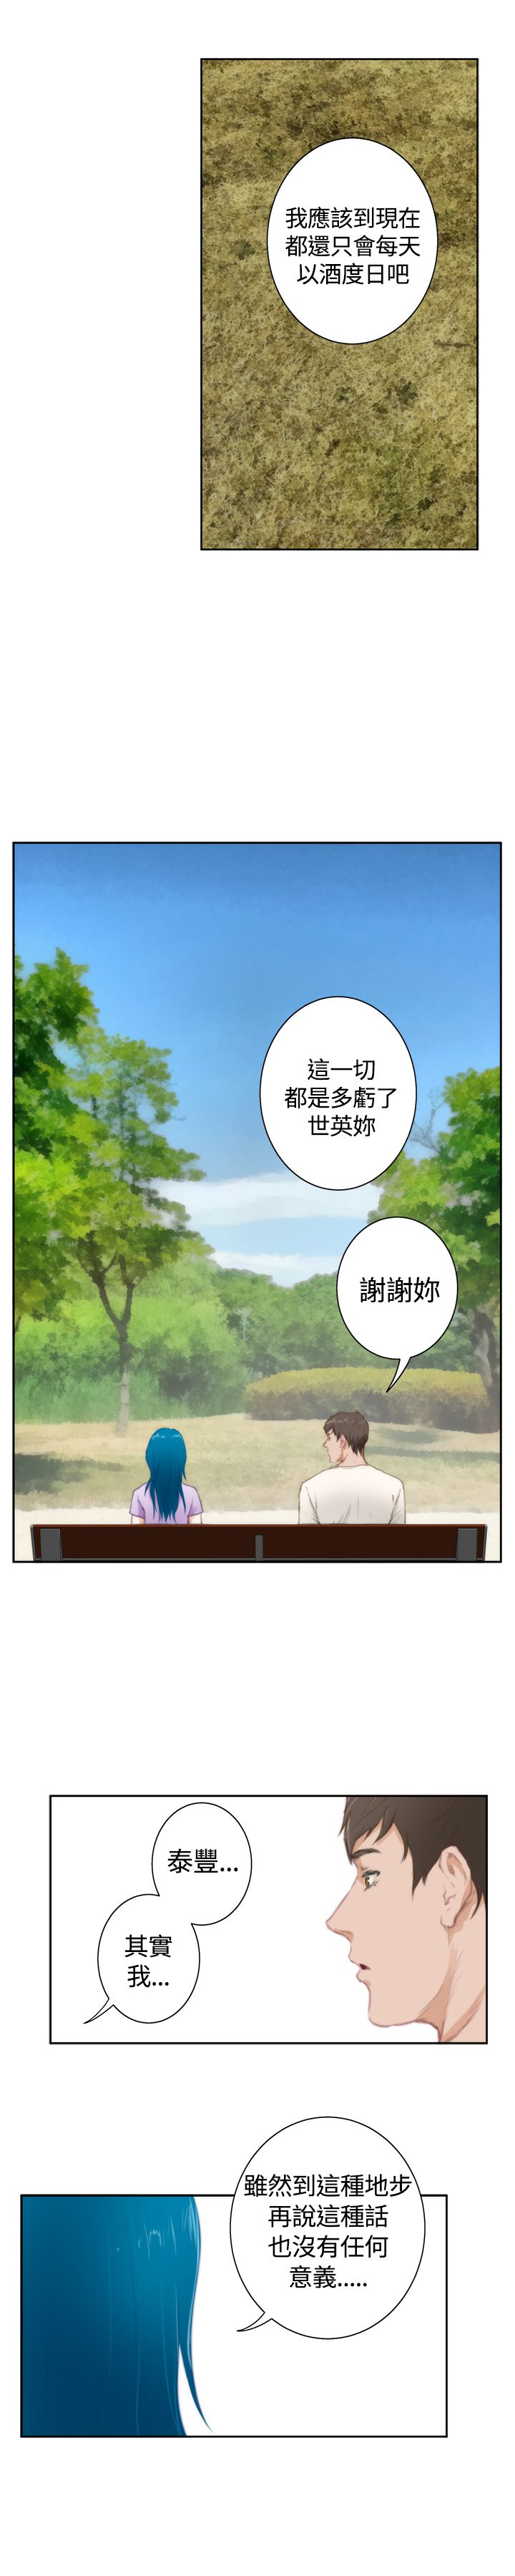 我應該到現在
都還只會每天
以酒度日吧
這一切
都是多虧了
世英妳
謝謝妳
泰豐...
其實
我...
雖然到這種地步
再說這種話
也沒有任何
意義.....